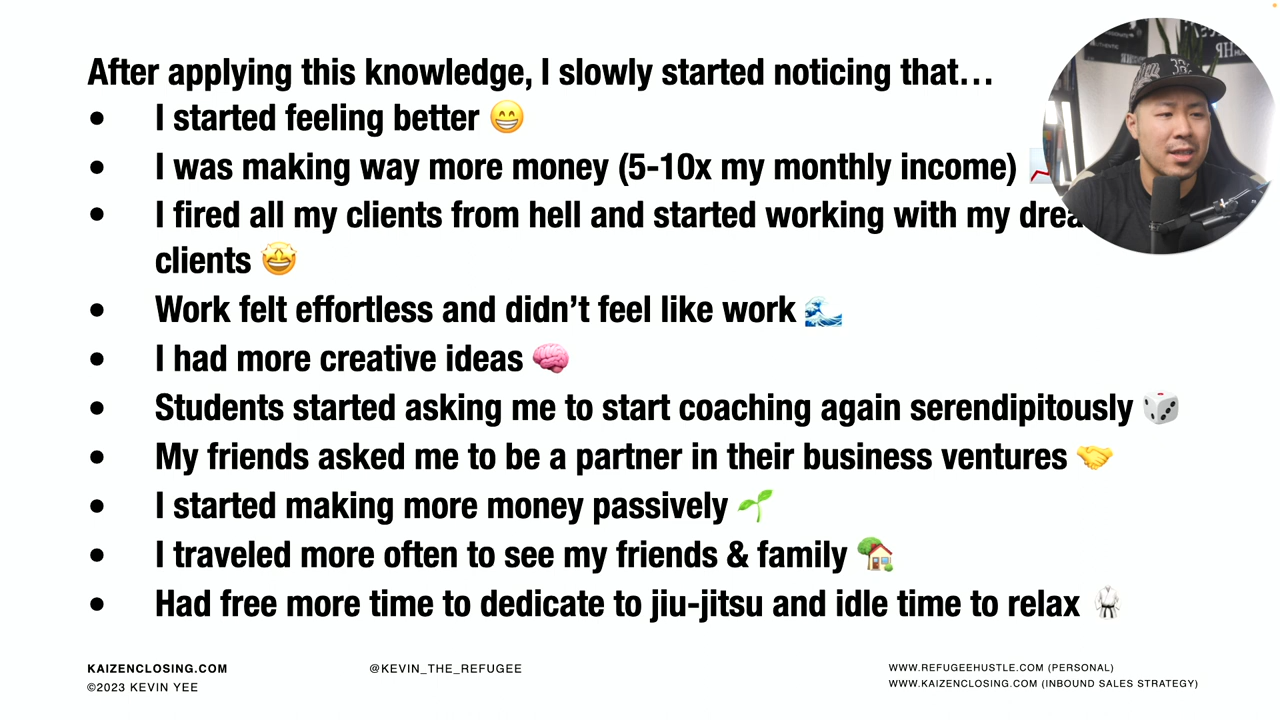 After applying this knowledge, I slowly started noticing that…
• I started feeling better 😁
• I was making way more money (5-10x my monthly income) 📈
• I fired all my clients from hell and started working with my
clients 🤩
• Work felt effortless and didn’t feel like work 🌊
• I had more creative ideas 🧠
• Students started asking me to start coaching again serendipitously 🎲
• My friends asked me to be a partner in their business ventures 🤝
• I started making more money passively 🌱
• I traveled more often to see my friends & family 🏡
• Had free more time to dedicate to jiu-jitsu and idle time to relax 🥋
KAIZENCLOSING.COM
©2023 KEVIN YEE
@KEVIN_THE_REFUGEE
WWW.REFUGEEHUSTLE.COM (PERSONAL)
WWW.KAIZENCLOSING.COM (INBOUND SALES STRATEGY)